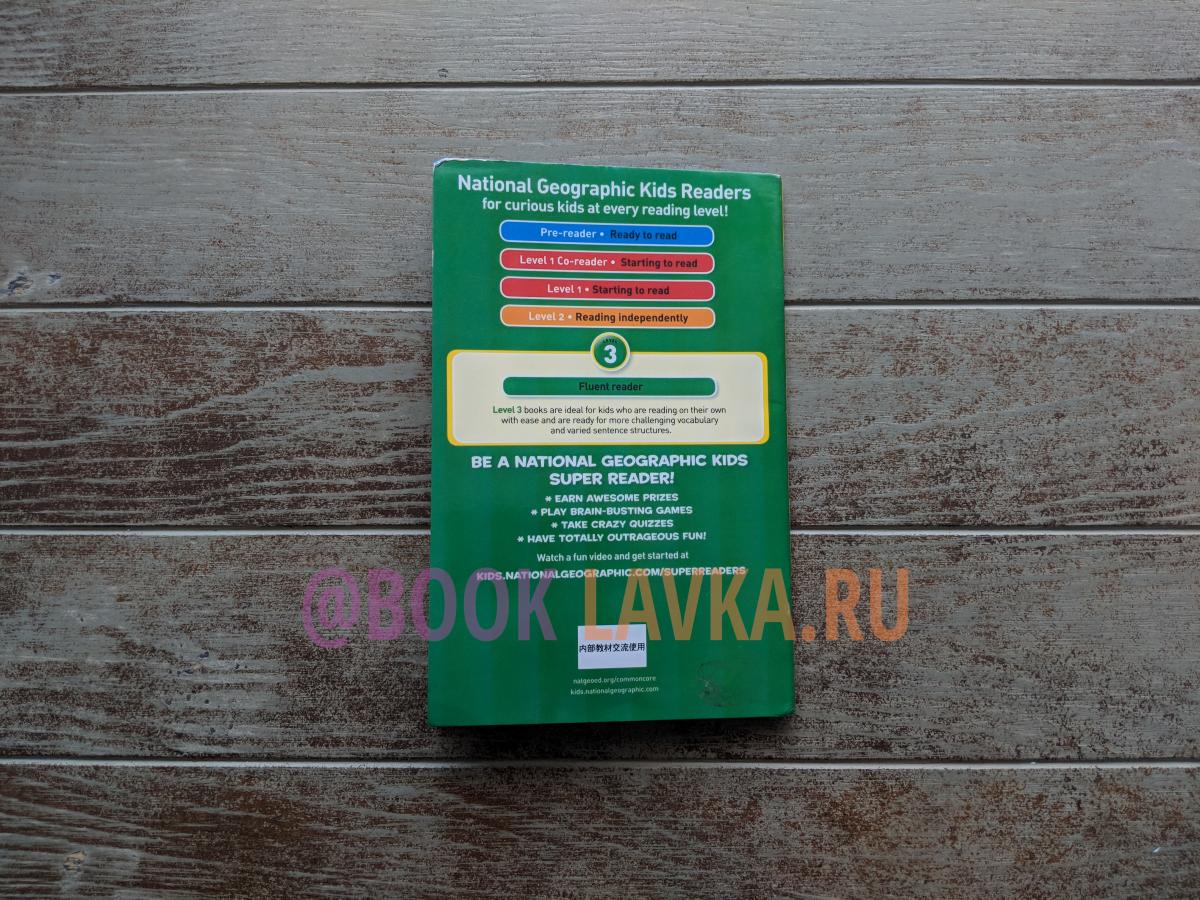 National Geographic Kids Readers
for curious kids at every reading level!
Pre-reader • Ready to read
Level 1 Co-reader • Starting to read
Level 1 • Starting to read
Level 2 • Reading independently
LEVEL
3
Fluent reader
Level 3 books are ideal for kids who are reading on their own
with ease and are ready for more challenging vocabulary
and varied sentence structures.
BE A NATIONAL GEOGRAPHIC KIDS
SUPER READER!
* EARN AWESOME PRIZES
* PLAY BRAIN-BUSTING GAMES
* TAKE CRAZY QUIZZES
* HAVE TOTALLY OUTRAGEOUS FUN!
Watch a fun video and get started at
KIDS.NATIONALGEOGRAPHIC.COM/SUPERREADERS
@BOOK LAVKA.RU
内部教材交流使用
natgeoed.org/commoncore
kids.nationalgeographic.com